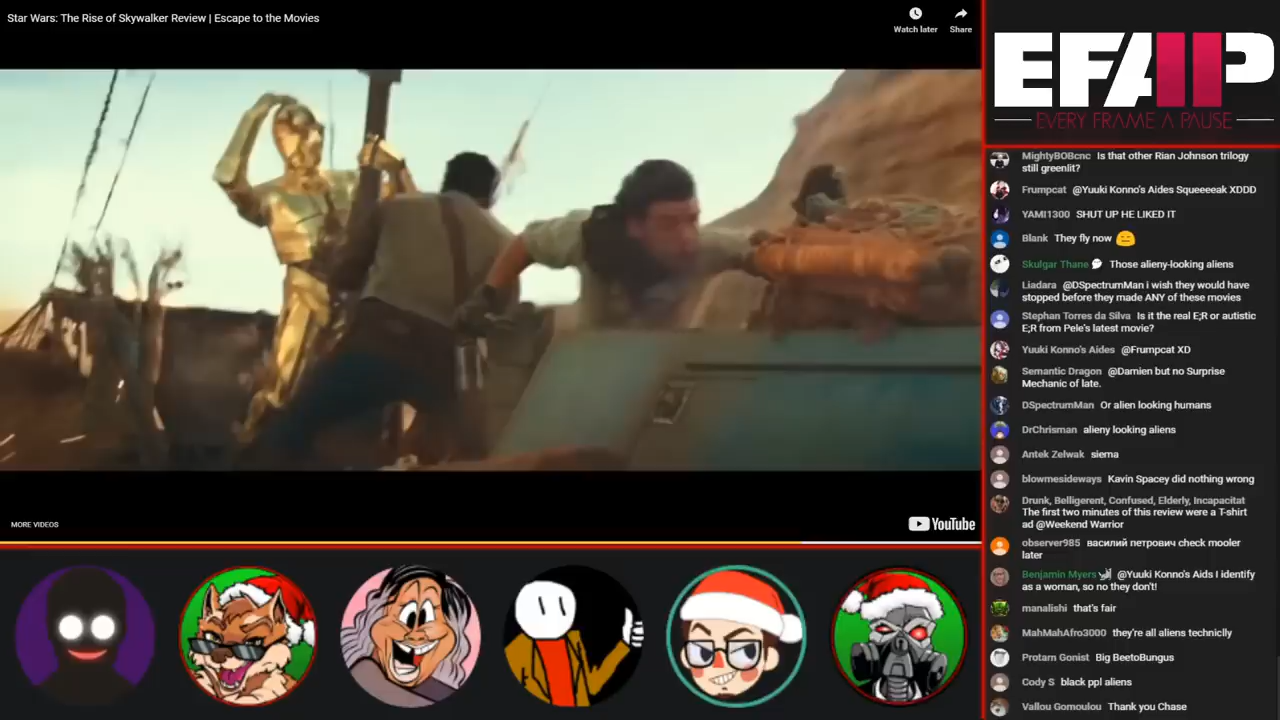 Star Wars: The Rise of Skywalker Review | Escape to the Movies
Watch later
Share
MORE VIDEOS
YouTube
EFAP
EVERY FRAME A PAUSE
MightyBOBcnc Is that other Rian Johnson trilogy
still greenlit?
Frumpcat @Yuuki Konno's Aides Squeeeeak XDDD
YAMI1300 SHUT UP HE LIKED IT
Blank They fly now
Skulgar Thane Those alieny-looking aliens
Liadara @DSpectrumMan i wish they would have
stopped before they made ANY of these movies
Stephan Torres da Silva Is it the real E;R or autistic
E;R from Pele's latest movie?
Yuuki Konno's Aides @Frumpcat XD
Semantic Dragon @Damien but no Surprise
Mechanic of late.
DSpectrumMan Or alien looking humans
DrChrisman alieny looking aliens
Antek Zelwak siema
blowmesideways Kavin Spacey did nothing wrong
Drunk, Belligerent, Confused, Elderly, Incapacitat
The first two minutes of this review were a T-shirt
ad @Weekend Warrior
observer985 василий петрович check mooler
later
Benjamin Myers @Yuuki Konno's Aids I identify
as a woman, so no they don't!
manalishi that's fair
MahMahAfro3000 they're all aliens techniclly
Protarn Gonist Big BeetoBungus
Cody S black ppl aliens
Vallou Gomoulou Thank you Chase